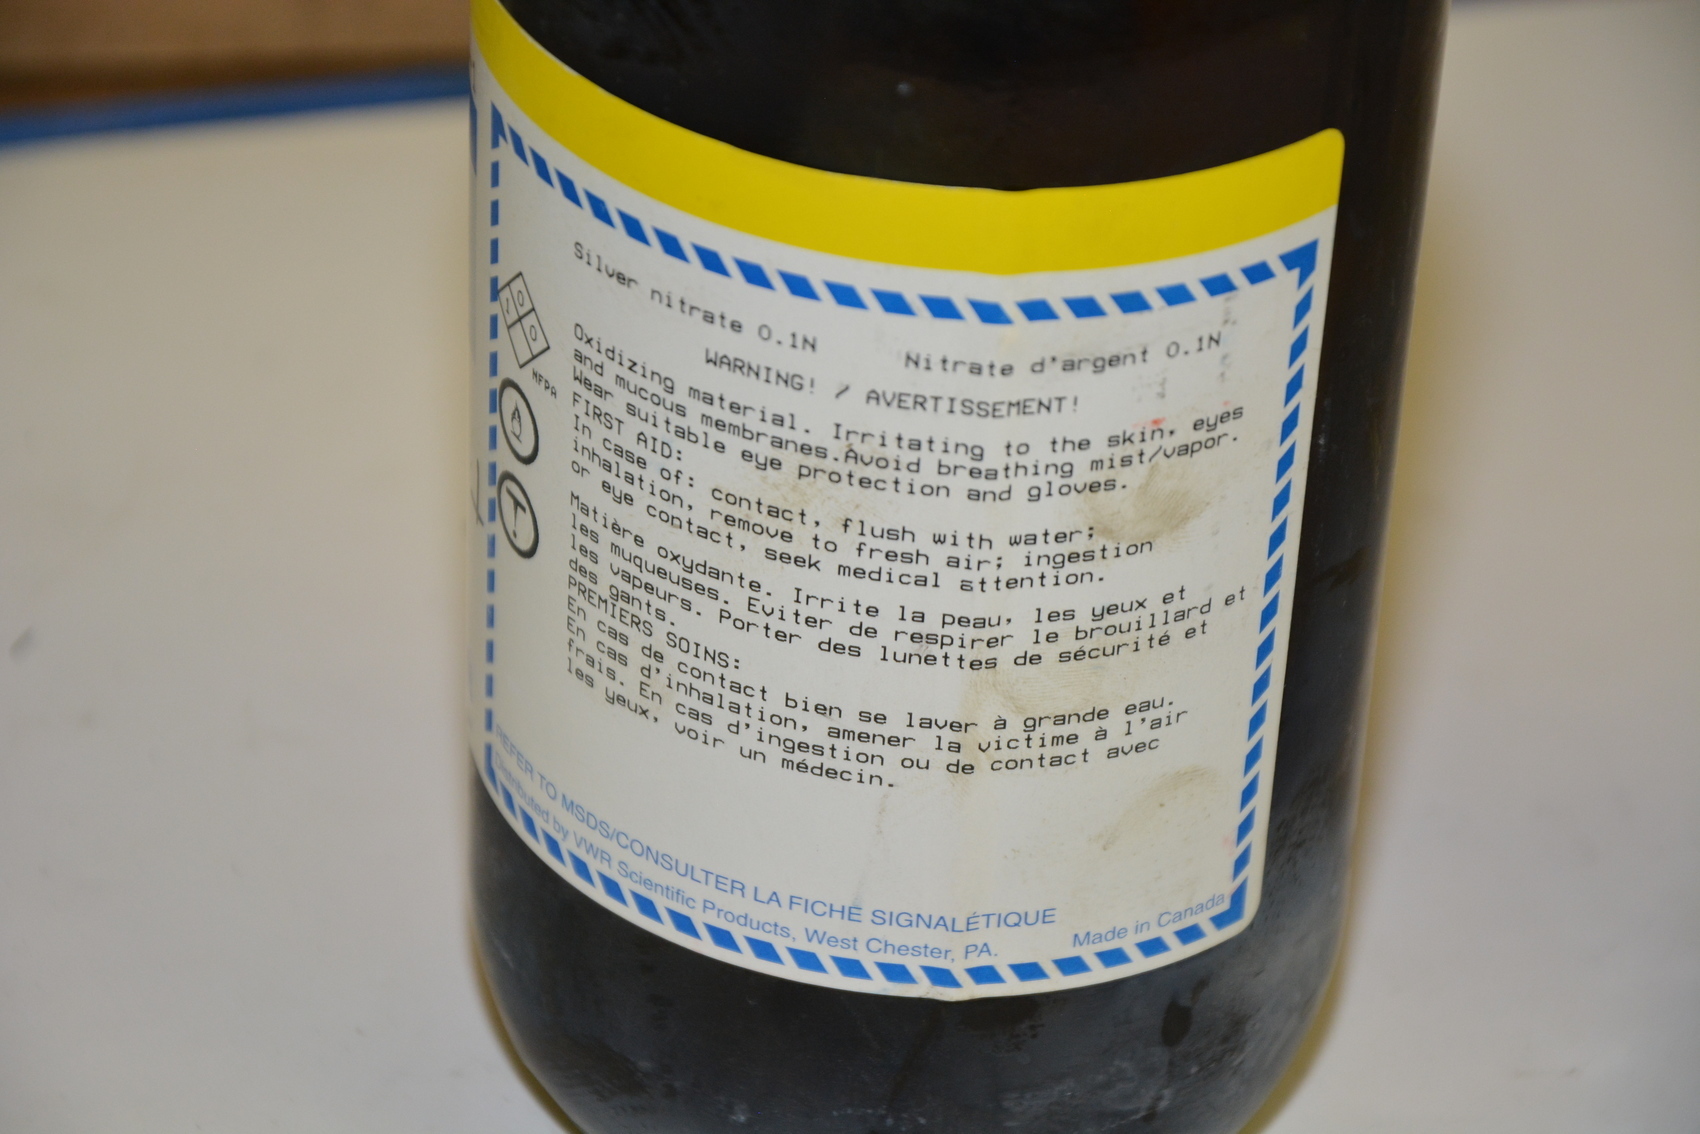 Silver nitrate 0.1N Nitrate d'argent 0.1N
WARNING! / AVERTISSEMENT!
Oxidizing material. Irritating to the skin, eyes
and mucous membranes.Avoid breathing mist/vapor.
Wear suitable eye protection and gloves.
FIRST AID:
In case of: contact, flush with water;
inhalation, remove to fresh air; ingestion
or eye contact, seek medical attention.
Matière oxydante. Irrite la peau, les yeux et
les muqueuses. Eviter de respirer le brouillard et
les vapeurs. Porter des lunettes de sécurité et
des gants.
PREMIERS SOINS:
En cas de contact bien se laver à grande eau.
En cas d'inhalation, amener la victime à l'air
frais. En cas d'ingestion ou de contact avec
les yeux, voir un médecin.
1 0 0
NFPA
REFER TO MSDS/CONSULTER LA FICHE SIGNALÉTIQUE
Distributed by VWR Scientific Products, West Chester, PA.
Made in Canada